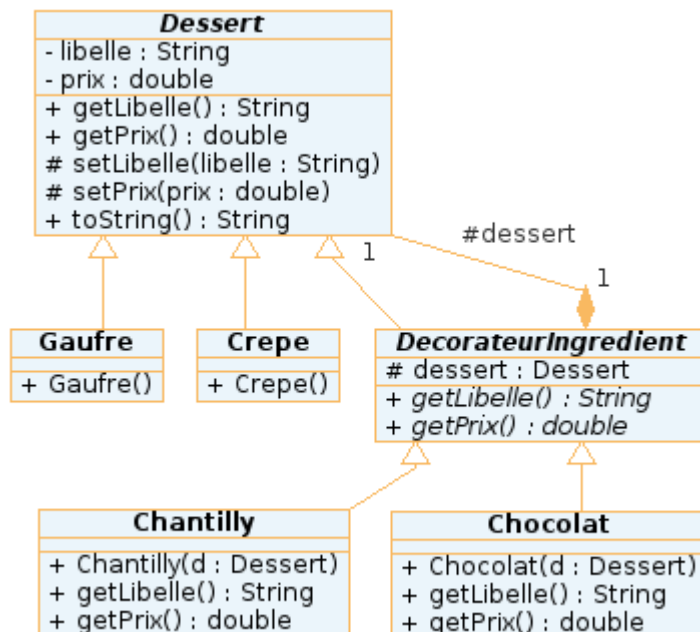 Dessert
- libelle : String
- prix : double
+ getLibelle() : String
+ getPrix() : double
# setLibelle(libelle : String)
# setPrix(prix : double)
+ toString() : String
#dessert
1
1
Gaufre
+ Gaufre()
Crepe
+ Crepe()
DecorateurIngredient
# dessert : Dessert
+ getLibelle() : String
+ getPrix() : double
Chantilly
+ Chantilly(d : Dessert)
+ getLibelle() : String
+ getPrix() : double
Chocolat
+ Chocolat(d : Dessert)
+ getLibelle() : String
+ getPrix() : double